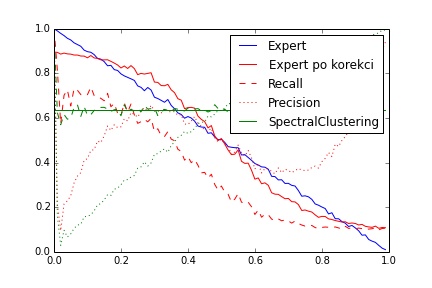 1.0
0.8
0.6
0.4
0.2
0.0
0.0 0.2 0.4 0.6 0.8 1.0
Expert
Expert po korekci
Recall
Precision
SpectralClustering